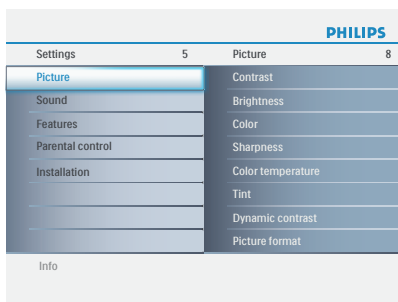 PHILIPS
Settings 5 Picture 8
Picture Contrast
Sound Brightness
Features Color
Parental control Sharpness
Installation Color temperature
Tint
Dynamic contrast
Picture format
Info